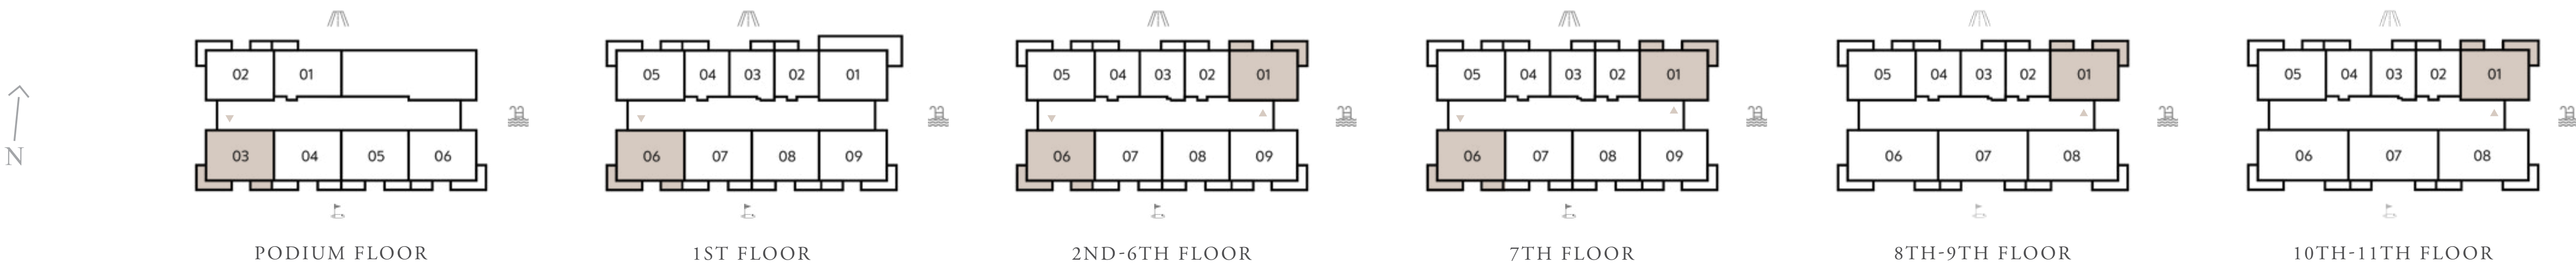 N
02 01
03 04 05 06
PODIUM FLOOR
05 04 03 02 01
06 07 08 09
1ST FLOOR
05 04 03 02 01
06 07 08 09
2ND-6TH FLOOR
05 04 03 02 01
06 07 08 09
7TH FLOOR
05 04 03 02 01
06 07 08
8TH-9TH FLOOR
05 04 03 02 01
06 07 08
10TH-11TH FLOOR